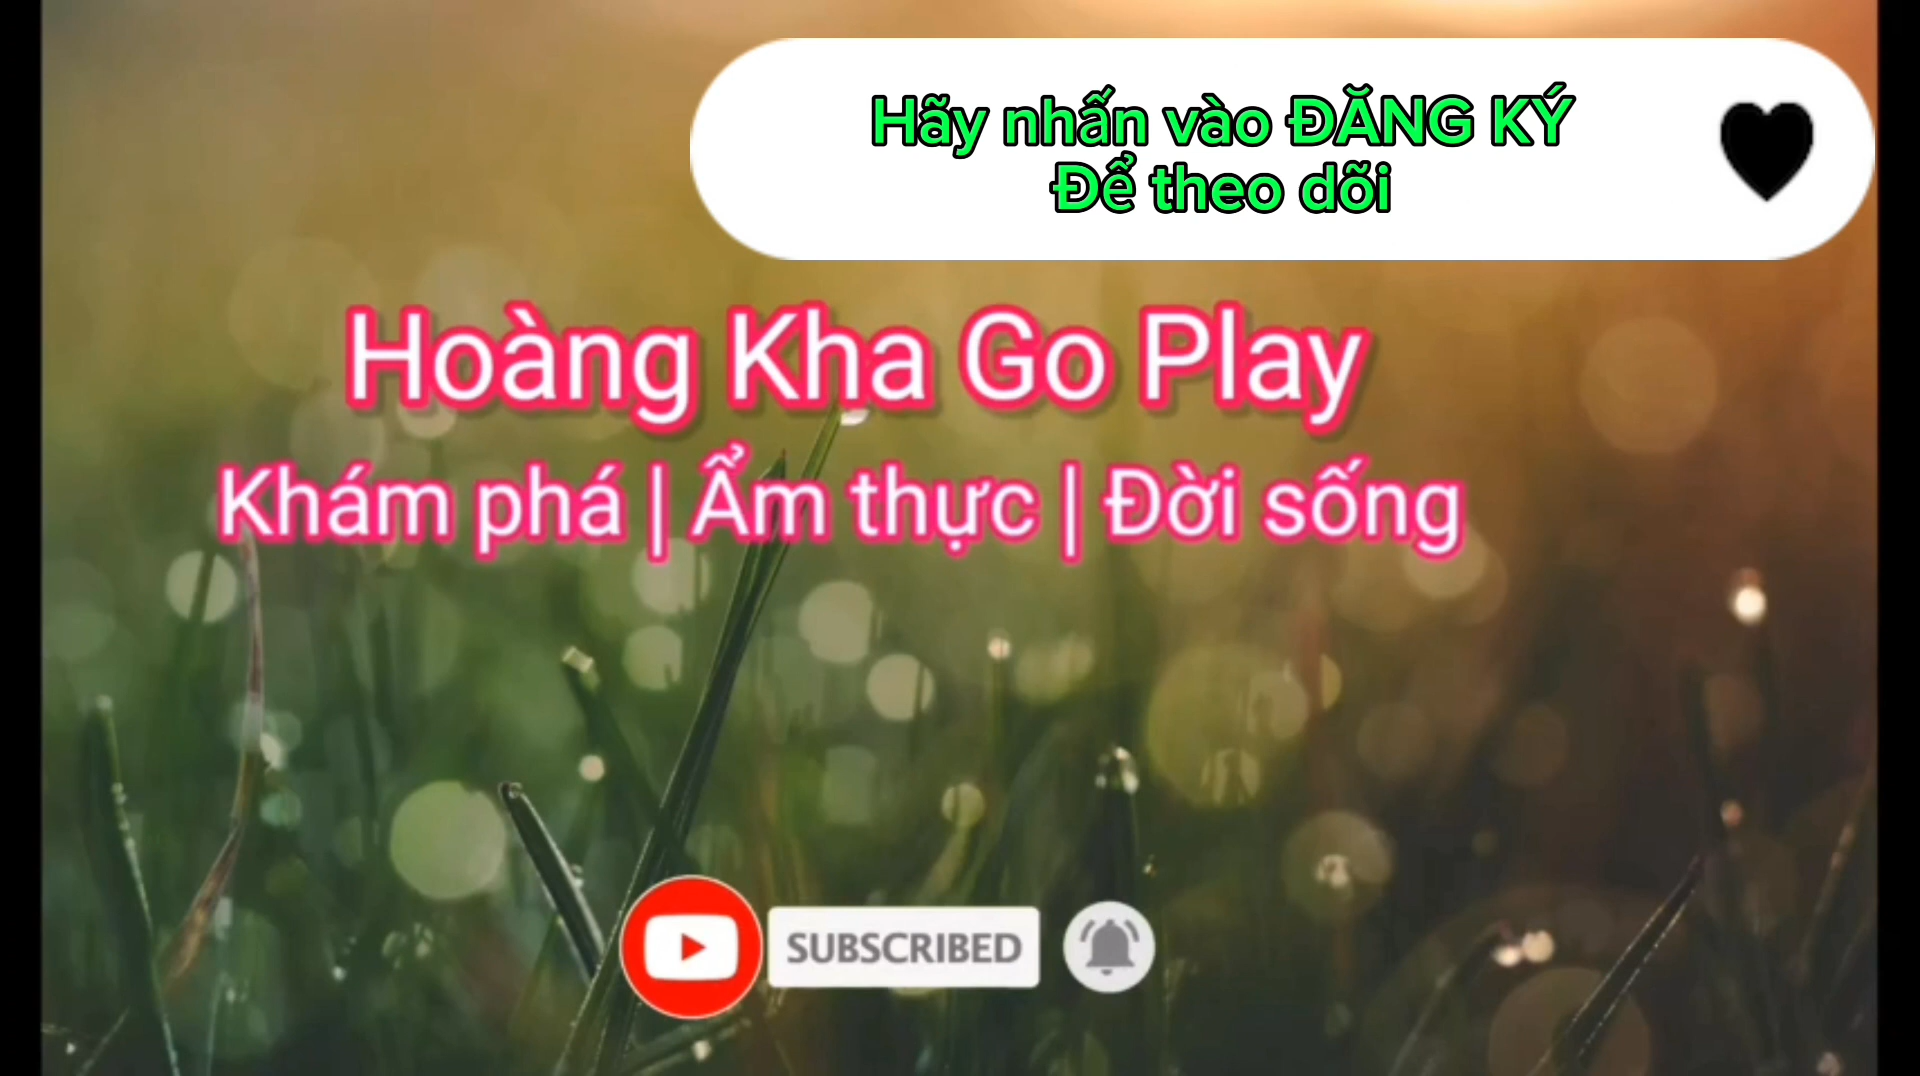 Hãy nhấn vào ĐĂNG KÝ
Để theo dõi
Hoàng Kha Go Play
Khám phá | Ẩm thực | Đời sống
SUBSCRIBED